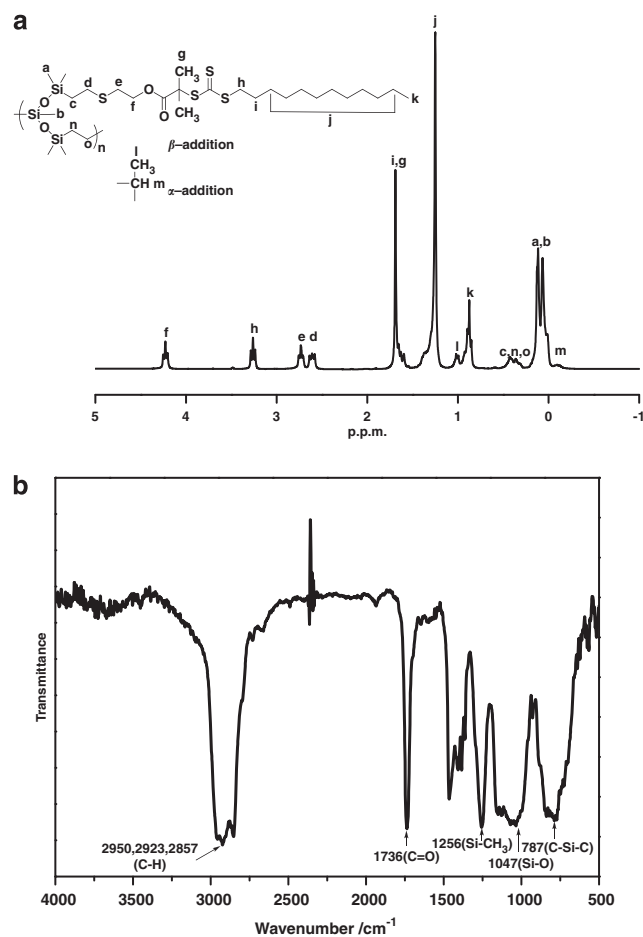 a
g
a
d
e
CH₃
S
h
Si
S
O
S
S
O
c
f
O
CH₃
i
k
Si
b
j
O
n
Si
o
n
β–addition
l
CH₃
CH m
α–addition
j
i,g
a,b
k
f
h
e d
l
c,n,o
m
5 4 3 2 1 0 -1
p.p.m.
b
Transmittance
2950,2923,2857
(C-H)
1736(C=O)
1256(Si-CH₃)
787(C-Si-C)
1047(Si-O)
4000 3500 3000 2500 2000 1500 1000 500
Wavenumber /cm⁻¹